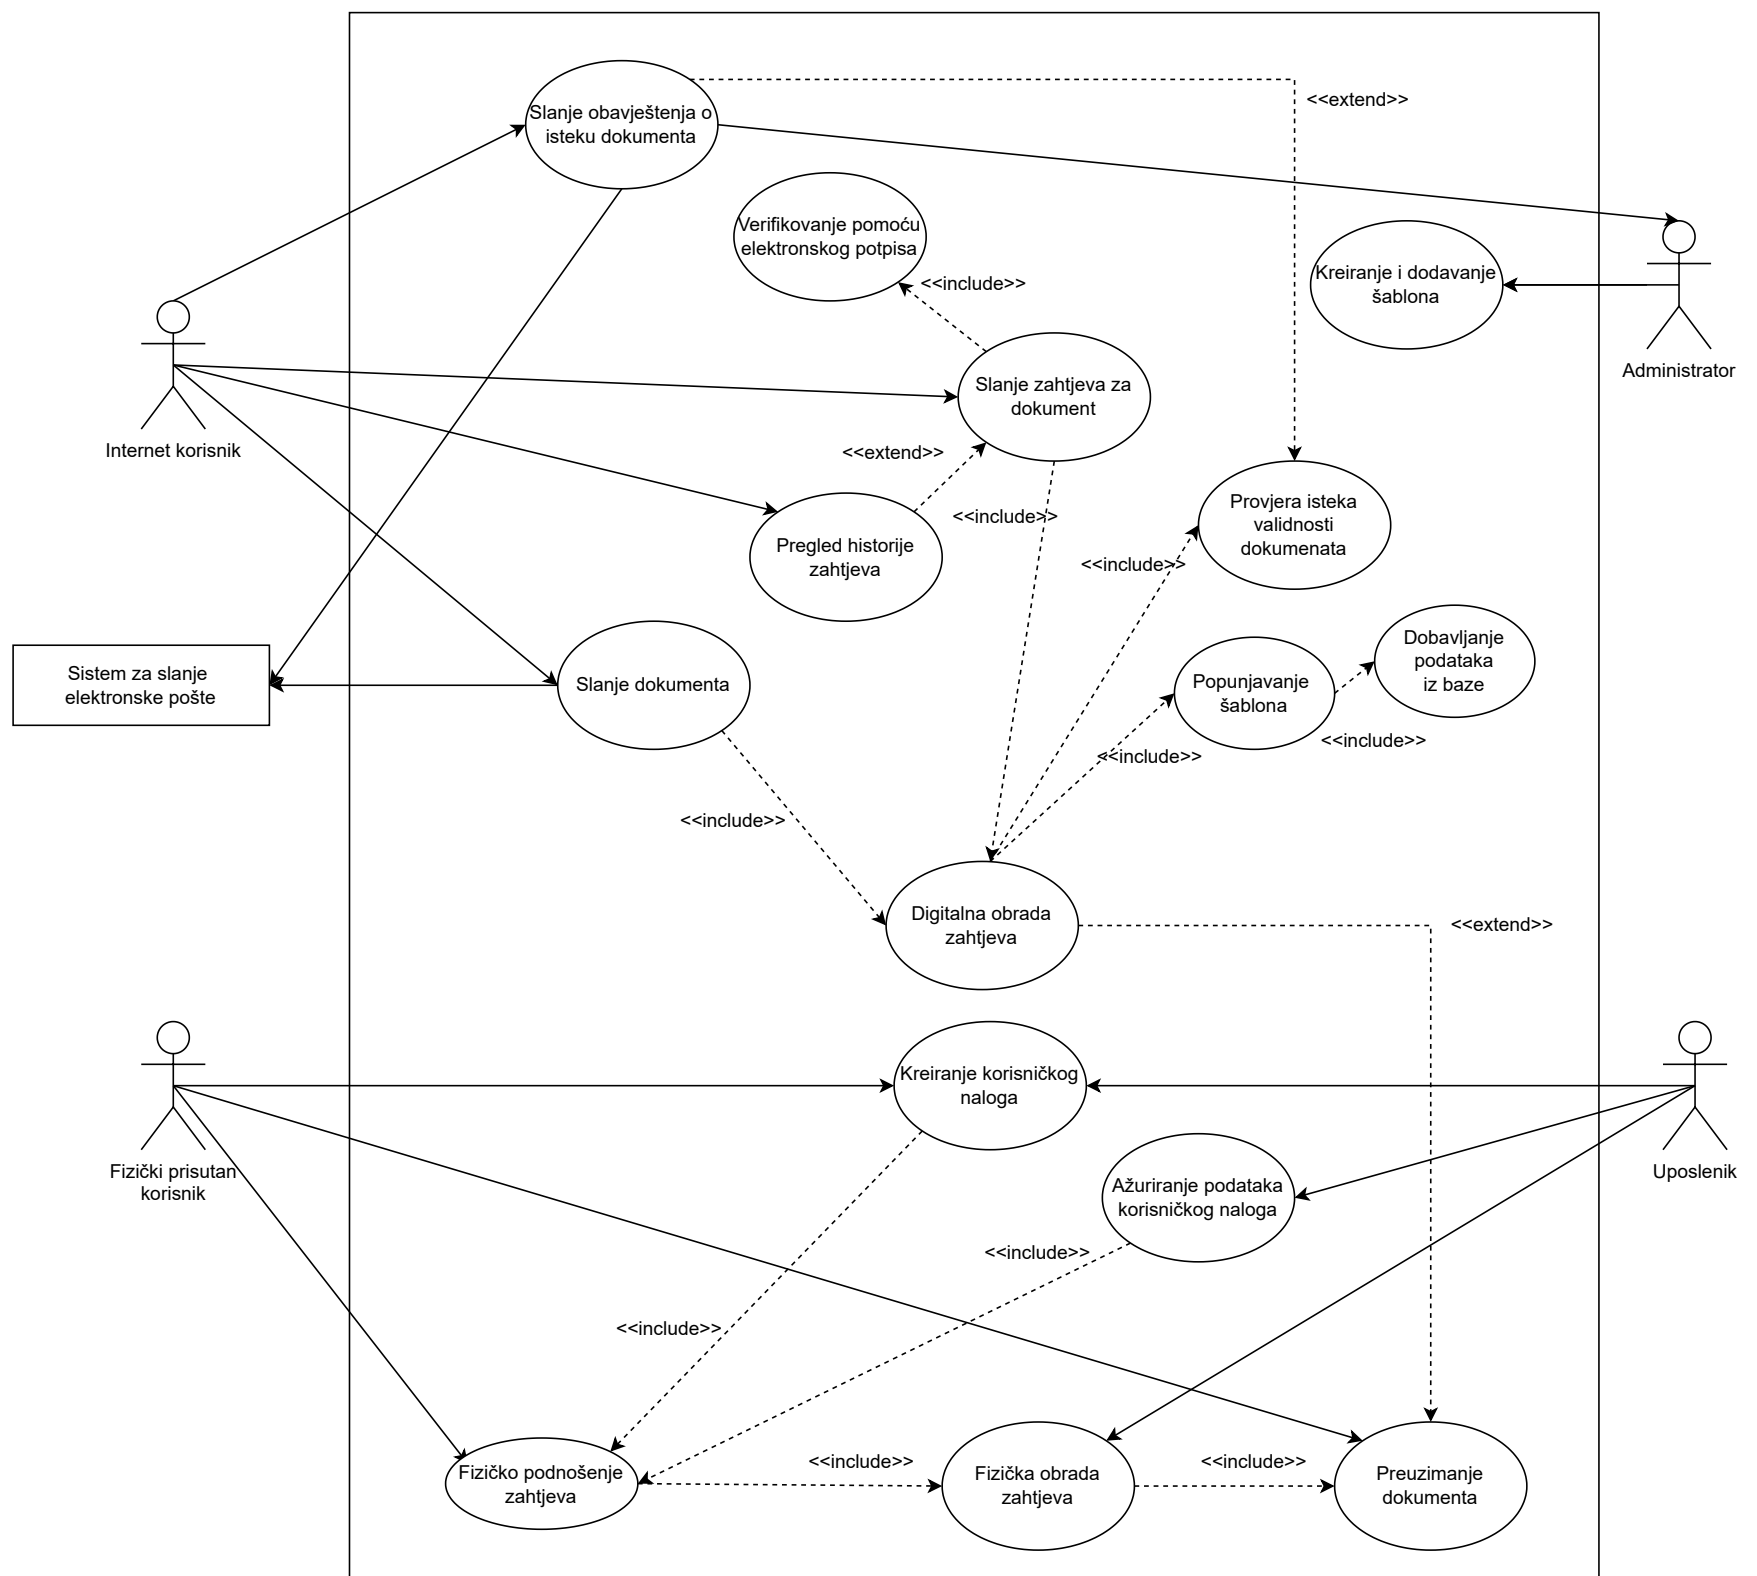 <<extend>>
Slanje obavještenja o
isteku dokumenta
Verifikovanje pomoću
elektronskog potpisa
<<include>>
Kreiranje i dodavanje
šablona
Administrator
Slanje zahtjeva za
dokument
Internet korisnik
<<extend>>
<<include>>
Provjera isteka
validnosti
dokumenata
Pregled historije
zahtjeva
<<include>>
Dobavljanje
podataka
iz baze
Sistem za slanje
elektronske pošte
Slanje dokumenta
Popunjavanje
šablona
<<include>>
<<include>>
<<include>>
Digitalna obrada
zahtjeva
<<extend>>
Kreiranje korisničkog
naloga
Fizički prisutan
korisnik
Uposlenik
Ažuriranje podataka
korisničkog naloga
<<include>>
<<include>>
Fizičko podnošenje
zahtjeva
<<include>>
Fizička obrada
zahtjeva
<<include>>
Preuzimanje
dokumenta